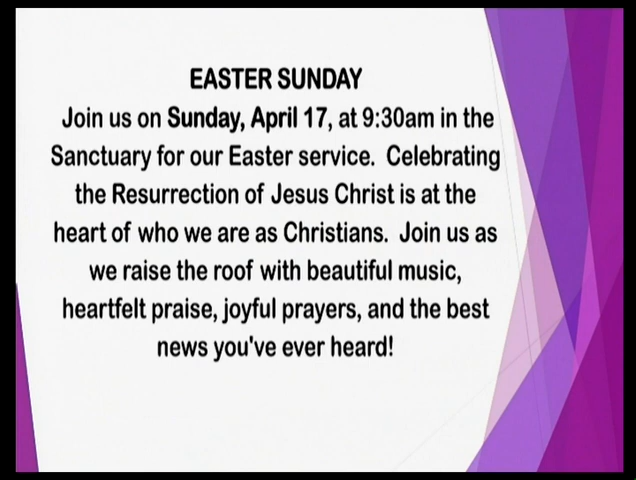 EASTER SUNDAY
Join us on Sunday, April 17, at 9:30am in the
Sanctuary for our Easter service.  Celebrating
the Resurrection of Jesus Christ is at the
heart of who we are as Christians.  Join us as
we raise the roof with beautiful music,
heartfelt praise, joyful prayers, and the best
news you've ever heard!